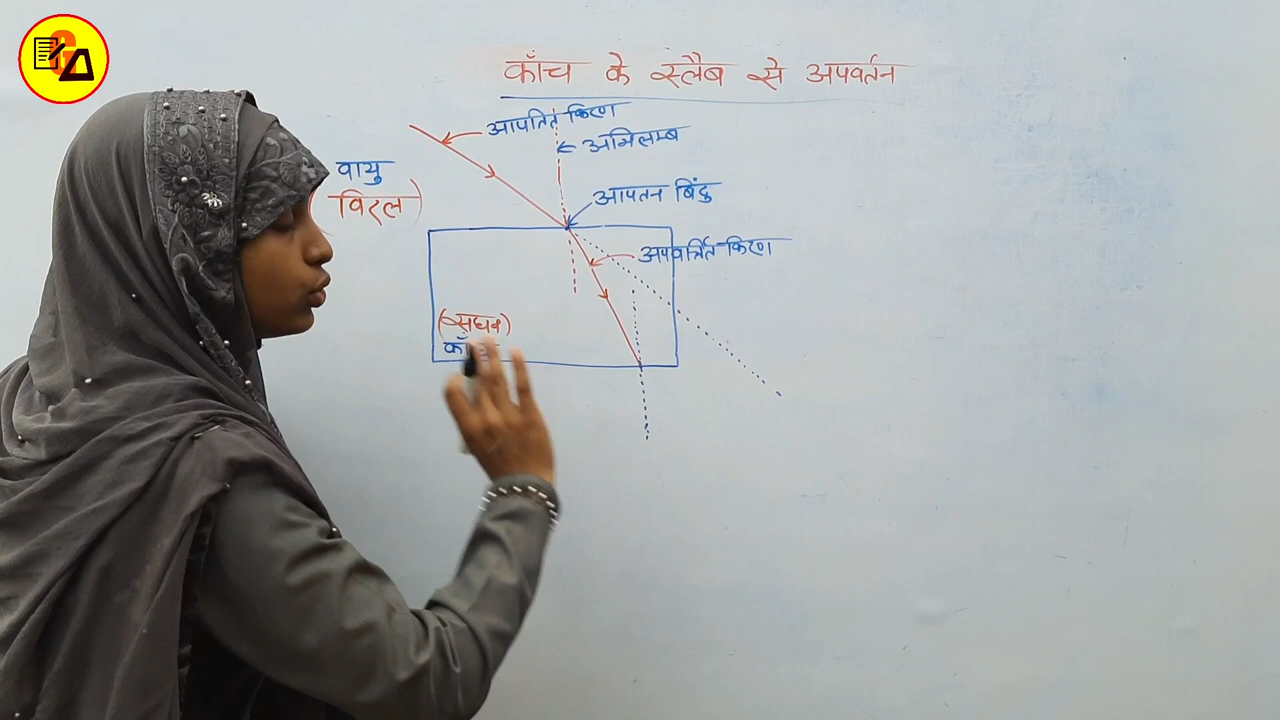 काँच के स्लैब से अपवर्तन
आपतित किरण
अभिलम्ब
वायु
(विरल)
आपतन बिंदु
अपवर्तित किरण
(सघन)